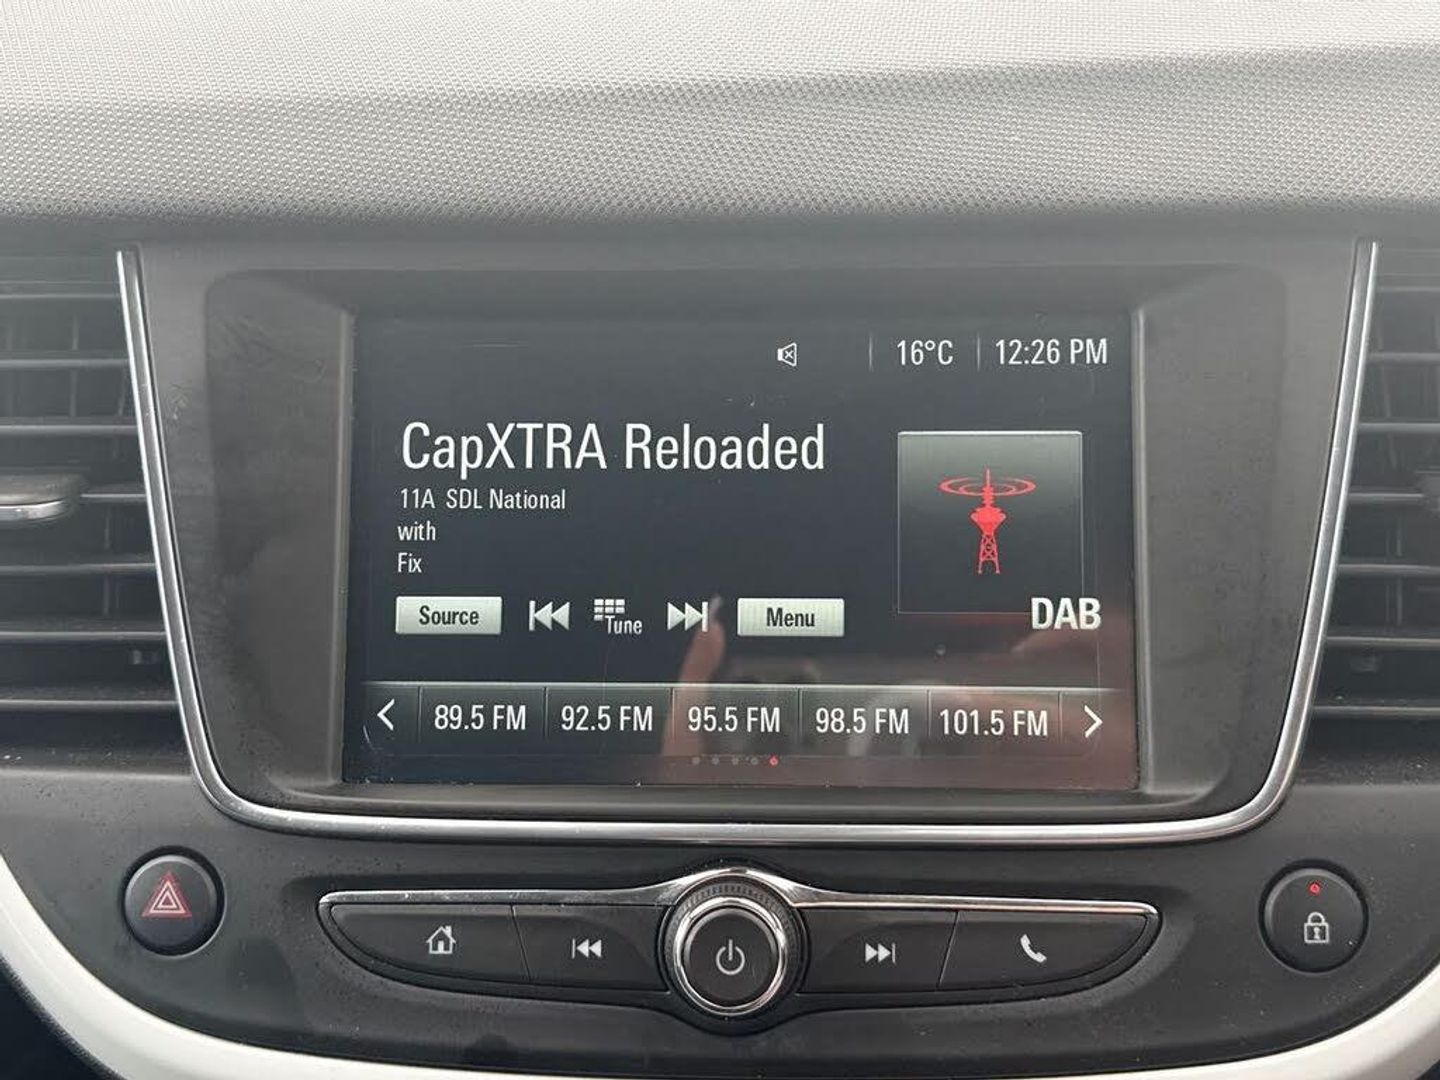 16°C 12:26 PM
CapXTRA Reloaded
11A SDL National
with
Fix
Source Tune Menu
DAB
89.5 FM 92.5 FM 95.5 FM 98.5 FM 101.5 FM